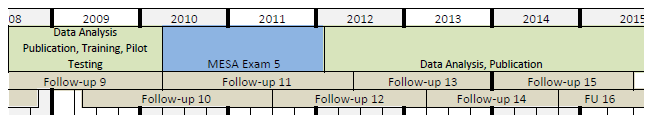 08 2009 2010 2011 2012 2013 2014 2015
Data Analysis
Publication, Training, Pilot
Testing
MESA Exam 5 Data Analysis, Publication
Follow-up 9 Follow-up 11 Follow-up 13 Follow-up 15
Follow-up 10 Follow-up 12 Follow-up 14 FU 16